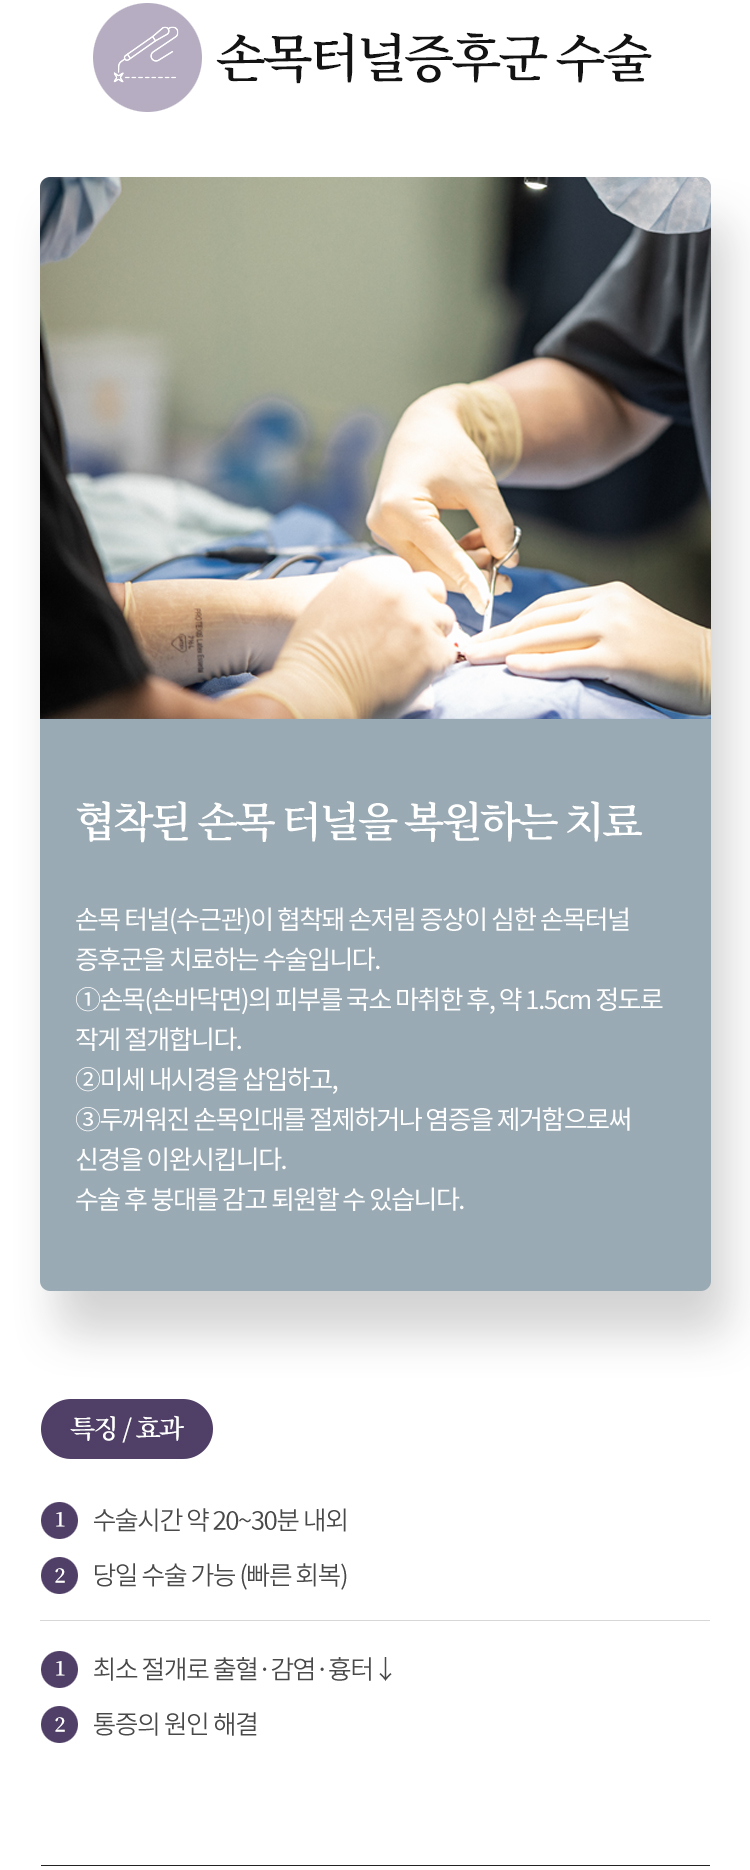 손목터널증후군 수술
협착된 손목 터널을 복원하는 치료
손목 터널(수근관)이 협착돼 손저림 증상이 심한 손목터널
증후군을 치료하는 수술입니다.
①손목(손바닥면)의 피부를 국소 마취한 후, 약 1.5cm 정도로
작게 절개합니다.
②미세 내시경을 삽입하고,
③두꺼워진 손목인대를 절제하거나 염증을 제거함으로써
신경을 이완시킵니다.
수술 후 붕대를 감고 퇴원할 수 있습니다.
특징 / 효과
1 수술시간 약 20~30분 내외
2 당일 수술 가능 (빠른 회복)
1 최소 절개로 출혈·감염·흉터↓
2 통증의 원인 해결